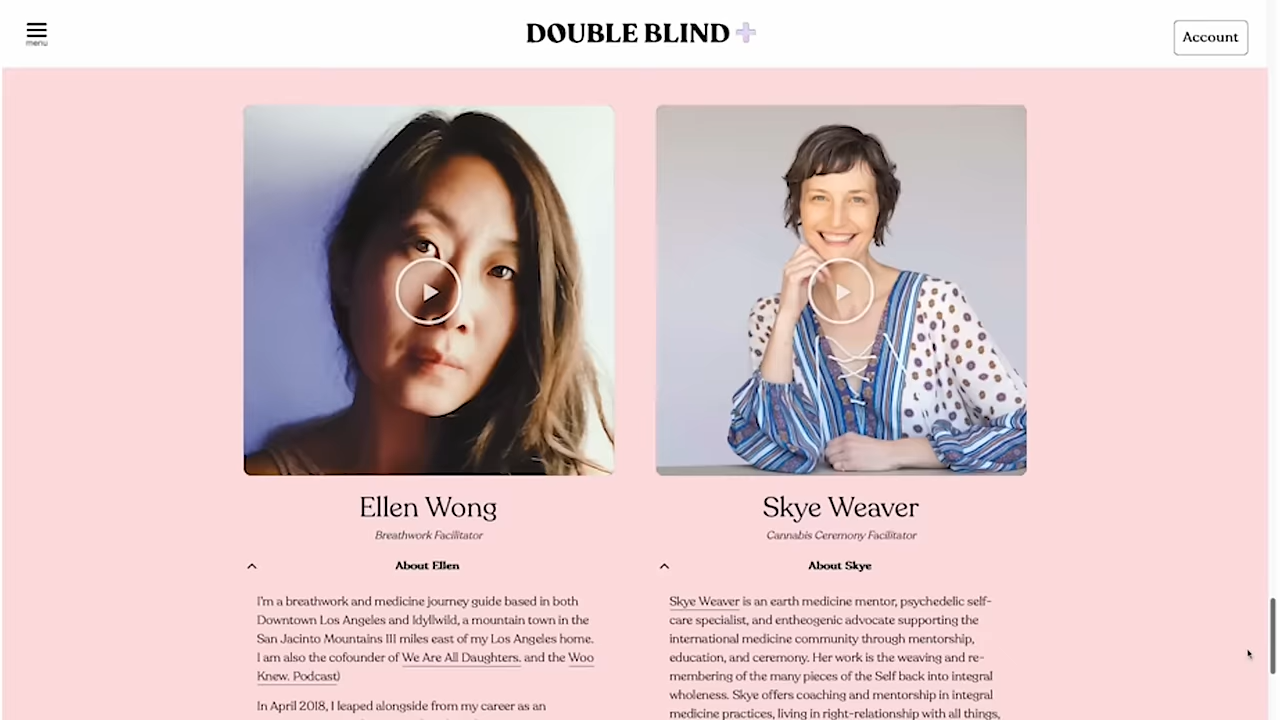 menu
DOUBLE BLIND
Account
Ellen Wong
Breathwork Facilitator
About Ellen
I'm a breathwork and medicine journey guide based in both
Downtown Los Angeles and Idyllwild, a mountain town in the
San Jacinto Mountains 111 miles east of my Los Angeles home.
I am also the cofounder of We Are All Daughters. and the Woo
Knew. Podcast)
In April 2018, I leaped alongside from my career as an
Skye Weaver
Cannabis Ceremony Facilitator
About Skye
Skye Weaver is an earth medicine mentor, psychedelic self-
care specialist, and entheogenic advocate supporting the
international medicine community through mentorship,
education, and ceremony. Her work is the weaving and re-
membering of the many pieces of the Self back into integral
wholeness. Skye offers coaching and mentorship in integral
medicine practices, living in right-relationship with all things,